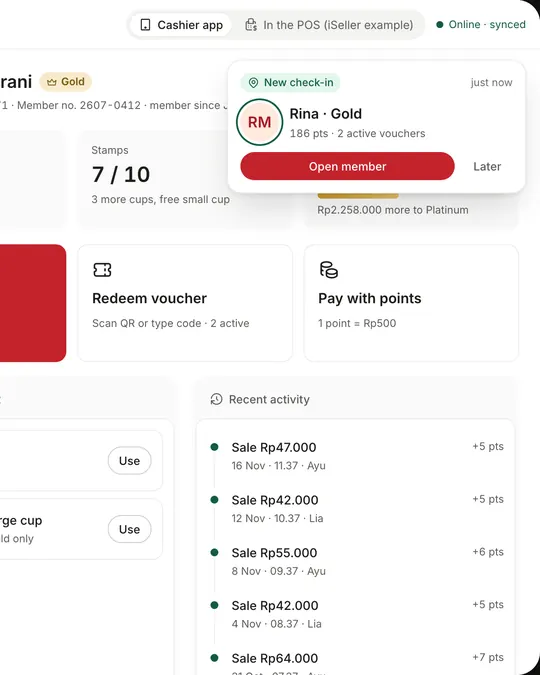 Cashier app
In the POS (iSeller example)
Online · synced
rani
Gold
1 · Member no. 2607-0412 · member since
New check-in
just now
RM
Rina · Gold
186 pts · 2 active vouchers
Open member
Later
Stamps
7 / 10
3 more cups, free small cup
Rp2.258.000 more to Platinum
Redeem voucher
Scan QR or type code · 2 active
Pay with points
1 point = Rp500
Use
rge cup
ld only
Use
Recent activity
Sale Rp47.000
+5 pts
16 Nov · 11.37 · Ayu
Sale Rp42.000
+5 pts
12 Nov · 10.37 · Lia
Sale Rp55.000
+6 pts
8 Nov · 09.37 · Ayu
Sale Rp42.000
+5 pts
4 Nov · 08.37 · Lia
Sale Rp64.000
+7 pts